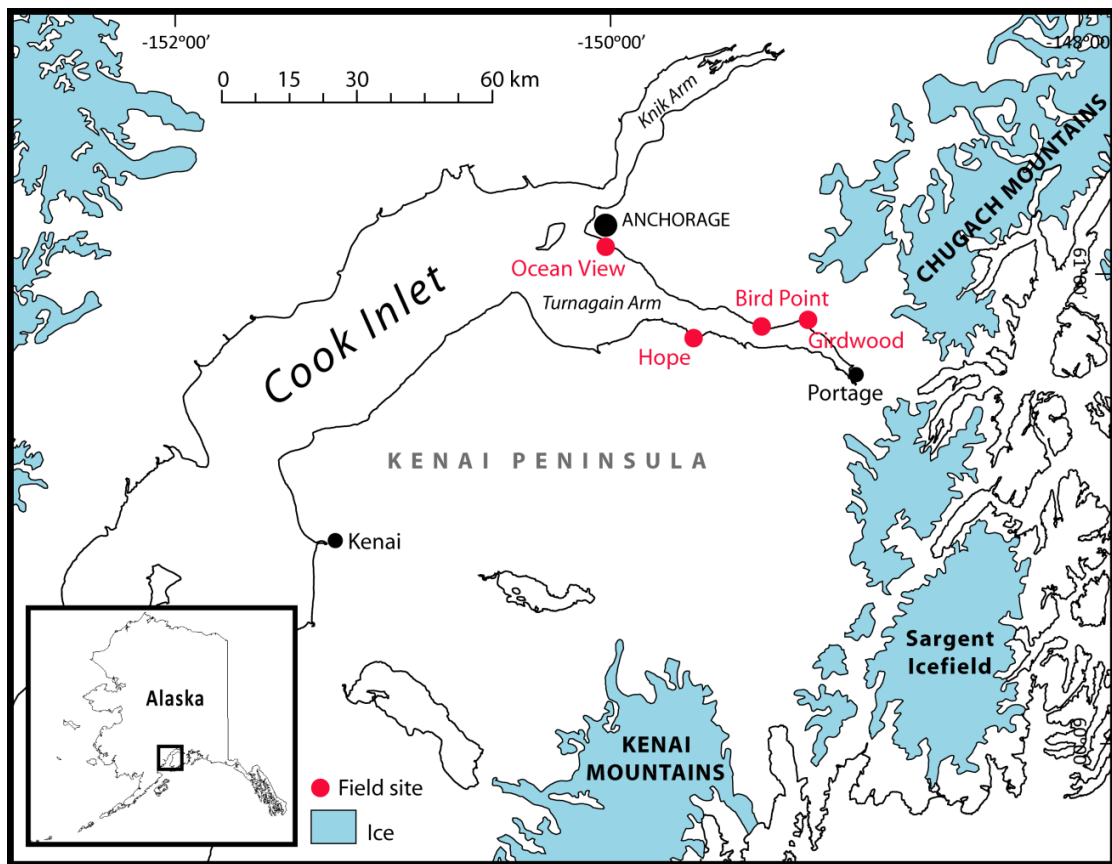 -152°00′
-150°00′
-148°00′
0 15 30 60 km
Knik Arm
CHUGACH MOUNTAINS
ANCHORAGE
61°00′
Ocean View
Cook Inlet
Turnagain Arm
Bird Point
Girdwood
Hope
Portage
KENAI PENINSULA
Kenai
Sargent
Icefield
Alaska
KENAI
MOUNTAINS
Field site
Ice